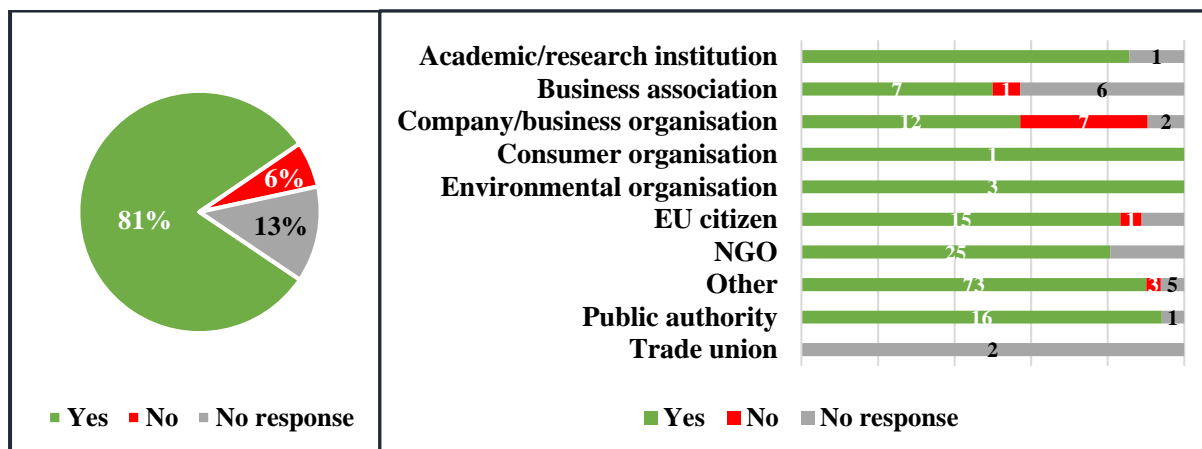 81%
6%
13%
Yes No No response
Academic/research institution 1
Business association 7 1 6
Company/business organisation 12 7 2
Consumer organisation 1
Environmental organisation 3
EU citizen 15 1
NGO 25
Other 73 3 5
Public authority 16 1
Trade union 2
Yes No No response